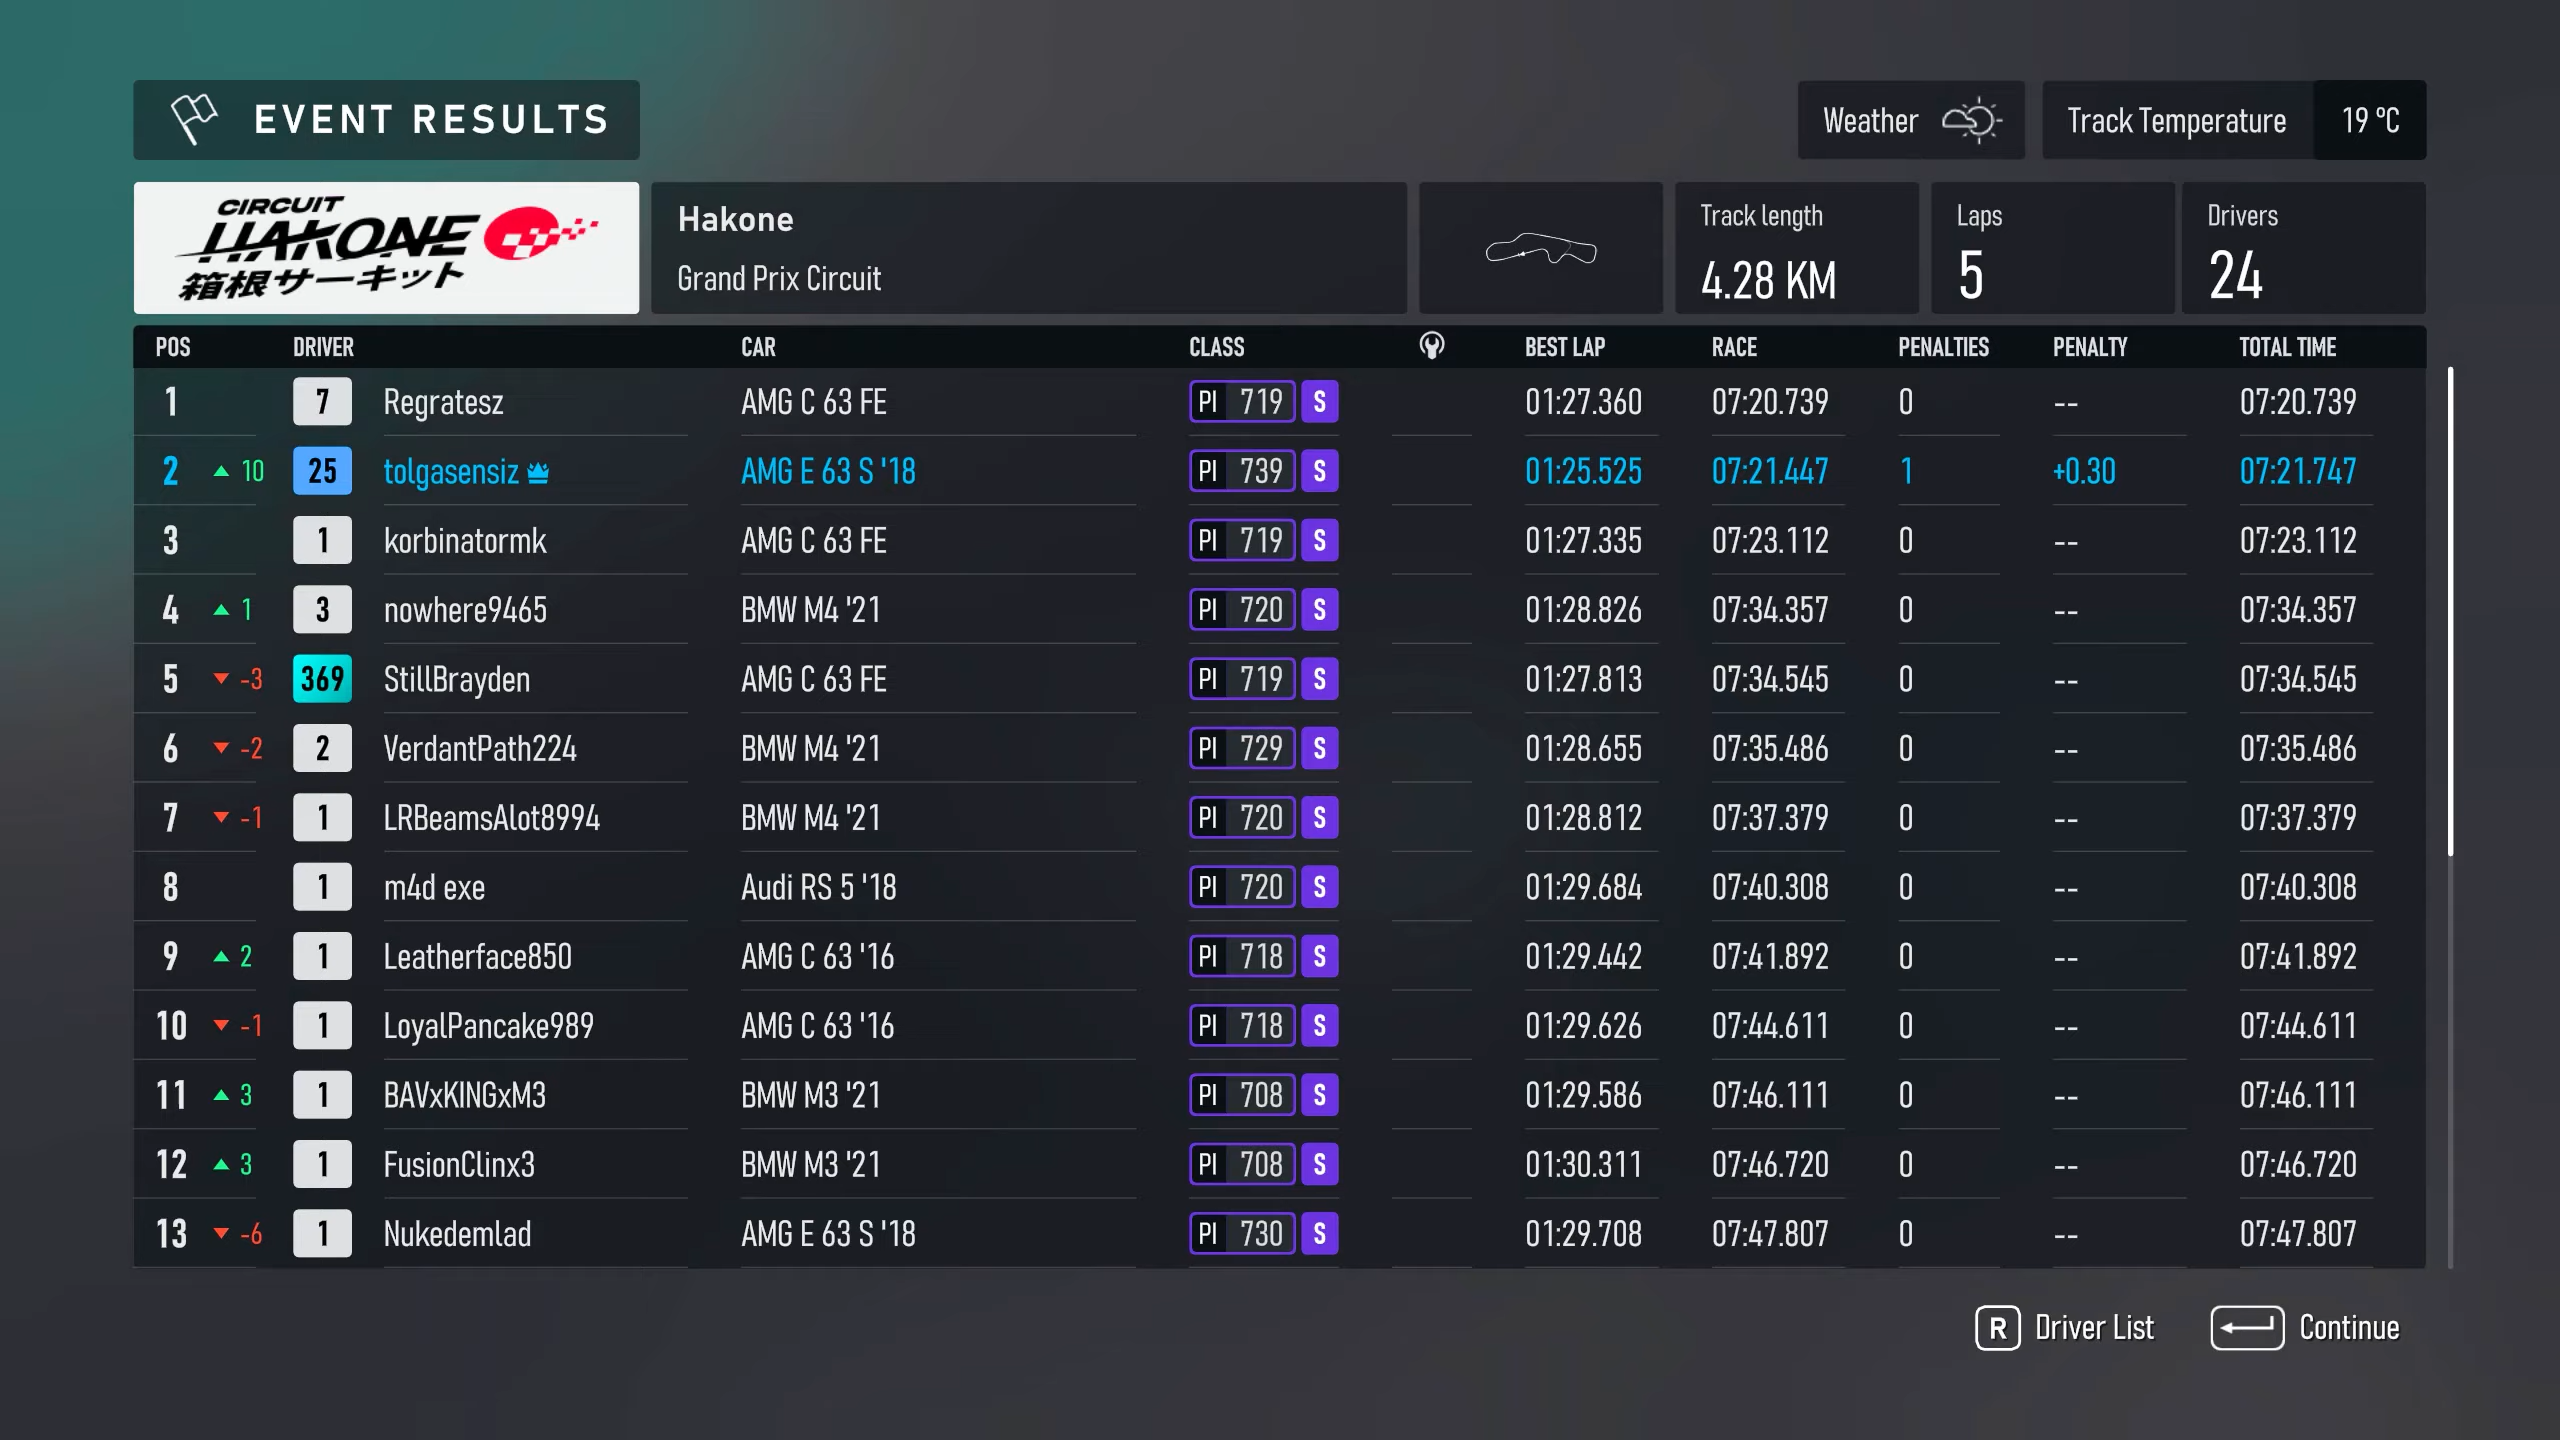 EVENT RESULTS
Weather
Track Temperature 19 °C
CIRCUIT
HAKONE
箱根サーキット
Hakone
Grand Prix Circuit
Track length
4.28 KM
Laps
5
Drivers
24
POS DRIVER CAR CLASS BEST LAP RACE PENALTIES PENALTY TOTAL TIME
1 7 Regratesz AMG C 63 FE PI 719 S 01:27.360 07:20.739 0 -- 07:20.739
2 ▲ 10 25 tolgasensiz AMG E 63 S '18 PI 739 S 01:25.525 07:21.447 1 +0.30 07:21.747
3 1 korbinatormk AMG C 63 FE PI 719 S 01:27.335 07:23.112 0 -- 07:23.112
4 ▲ 1 3 nowhere9465 BMW M4 '21 PI 720 S 01:28.826 07:34.357 0 -- 07:34.357
5 ▼ -3 369 StillBrayden AMG C 63 FE PI 719 S 01:27.813 07:34.545 0 -- 07:34.545
6 ▼ -2 2 VerdantPath224 BMW M4 '21 PI 729 S 01:28.655 07:35.486 0 -- 07:35.486
7 ▼ -1 1 LRBeamsAlot8994 BMW M4 '21 PI 720 S 01:28.812 07:37.379 0 -- 07:37.379
8 1 m4d exe Audi RS 5 '18 PI 720 S 01:29.684 07:40.308 0 -- 07:40.308
9 ▲ 2 1 Leatherface850 AMG C 63 '16 PI 718 S 01:29.442 07:41.892 0 -- 07:41.892
10 ▼ -1 1 LoyalPancake989 AMG C 63 '16 PI 718 S 01:29.626 07:44.611 0 -- 07:44.611
11 ▲ 3 1 BAVxKINGxM3 BMW M3 '21 PI 708 S 01:29.586 07:46.111 0 -- 07:46.111
12 ▲ 3 1 FusionClinx3 BMW M3 '21 PI 708 S 01:30.311 07:46.720 0 -- 07:46.720
13 ▼ -6 1 Nukedemlad AMG E 63 S '18 PI 730 S 01:29.708 07:47.807 0 -- 07:47.807
R Driver List Continue